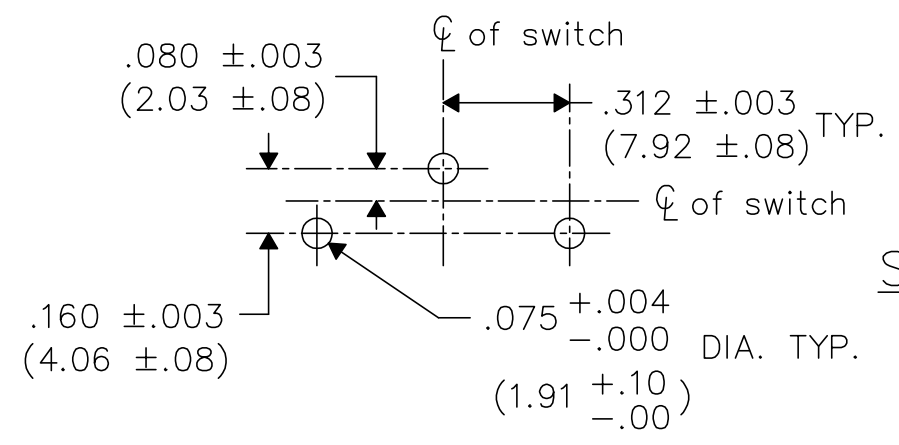 ℄ of switch
.080 ±.003
(2.03 ±.08)
.312 ±.003
(7.92 ±.08) TYP.
℄ of switch
S
.160 ±.003
(4.06 ±.08)
.075 +.004
-.000
DIA. TYP.
(1.91 +.10
-.00)